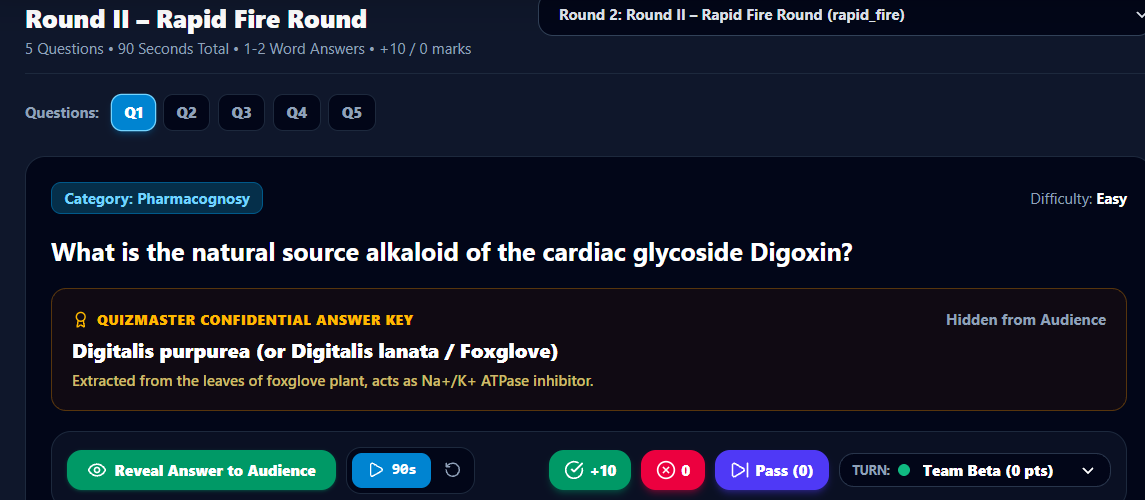 Round II – Rapid Fire Round
Round 2: Round II – Rapid Fire Round (rapid_fire)
5 Questions • 90 Seconds Total • 1-2 Word Answers • +10 / 0 marks
Questions: Q1 Q2 Q3 Q4 Q5
Category: Pharmacognosy
Difficulty: Easy
What is the natural source alkaloid of the cardiac glycoside Digoxin?
QUIZMASTER CONFIDENTIAL ANSWER KEY
Hidden from Audience
Digitalis purpurea (or Digitalis lanata / Foxglove)
Extracted from the leaves of foxglove plant, acts as Na+/K+ ATPase inhibitor.
Reveal Answer to Audience 90s +10 0 Pass (0) TURN: Team Beta (0 pts)